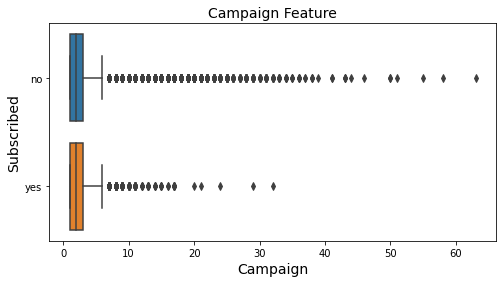 Campaign Feature
no
yes
Subscribed
0 10 20 30 40 50 60
Campaign